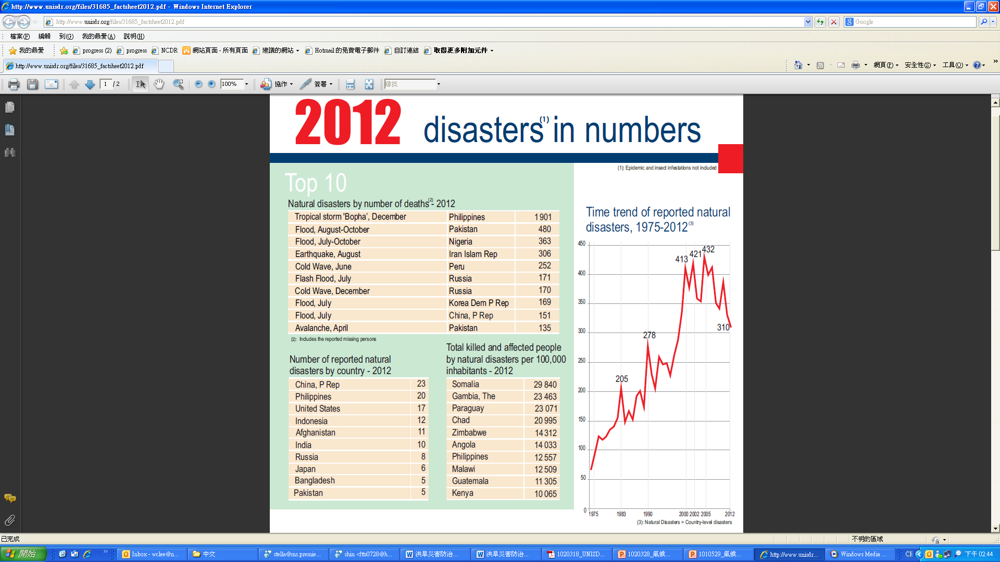 http://www.unisdr.org/files/31685_factsheet2012.pdf - Windows Internet Explorer
http://www.unisdr.org/files/31685_factsheet2012.pdf
Google
檔案(F) 編輯 到(G) 我的最愛(A) 說明(H)
我的最愛 progress (2) progress NCDR 網站頁面 - 所有頁面 建議的網站 Hotmail 的免費電子郵件 自訂連結 取得更多附加元件
http://www.unisdr.org/files/31685_factsheet2012.pdf
網頁(P) 安全性(S) 工具(O)
1 / 2 100% 協作 簽署 尋找
2012 disasters(1) in numbers
(1): Epidemic and insect infestations not included
Top 10
Natural disasters by number of deaths(2)- 2012
Tropical storm 'Bopha', December Philippines 1 901
Flood, August-October Pakistan 480
Flood, July-October Nigeria 363
Earthquake, August Iran Islam Rep 306
Cold Wave, June Peru 252
Flash Flood, July Russia 171
Cold Wave, December Russia 170
Flood, July Korea Dem P Rep 169
Flood, July China, P Rep 151
Avalanche, April Pakistan 135
(2): Includes the reported missing persons
Number of reported natural
disasters by country - 2012
China, P Rep 23
Philippines 20
United States 17
Indonesia 12
Afghanistan 11
India 10
Russia 8
Japan 6
Bangladesh 5
Pakistan 5
Total killed and affected people
by natural disasters per 100,000
inhabitants - 2012
Somalia 29 840
Gambia, The 23 463
Paraguay 23 071
Chad 20 995
Zimbabwe 14 312
Angola 14 033
Philippines 12 557
Malawi 12 509
Guatemala 11 305
Kenya 10 065
Time trend of reported natural
disasters, 1975-2012(3)
450
400
350
300
250
200
150
100
50
0
205
278
413
421
432
310
1975 1983 1990 2000 2002 2005 2012
(3): Natural Disasters = Country-level disasters
已完成
不明的區域
開始
Inbox - wclee@n...
中文
stella@ms.premie...
shin <ftts0728@h...
洪旱災害防治...
洪旱災害防治...
1020318_UNISD...
1020328_氣候...
1010529_氣候...
http://www.unisdr...
Windows Media ...
CE
下午 02:44